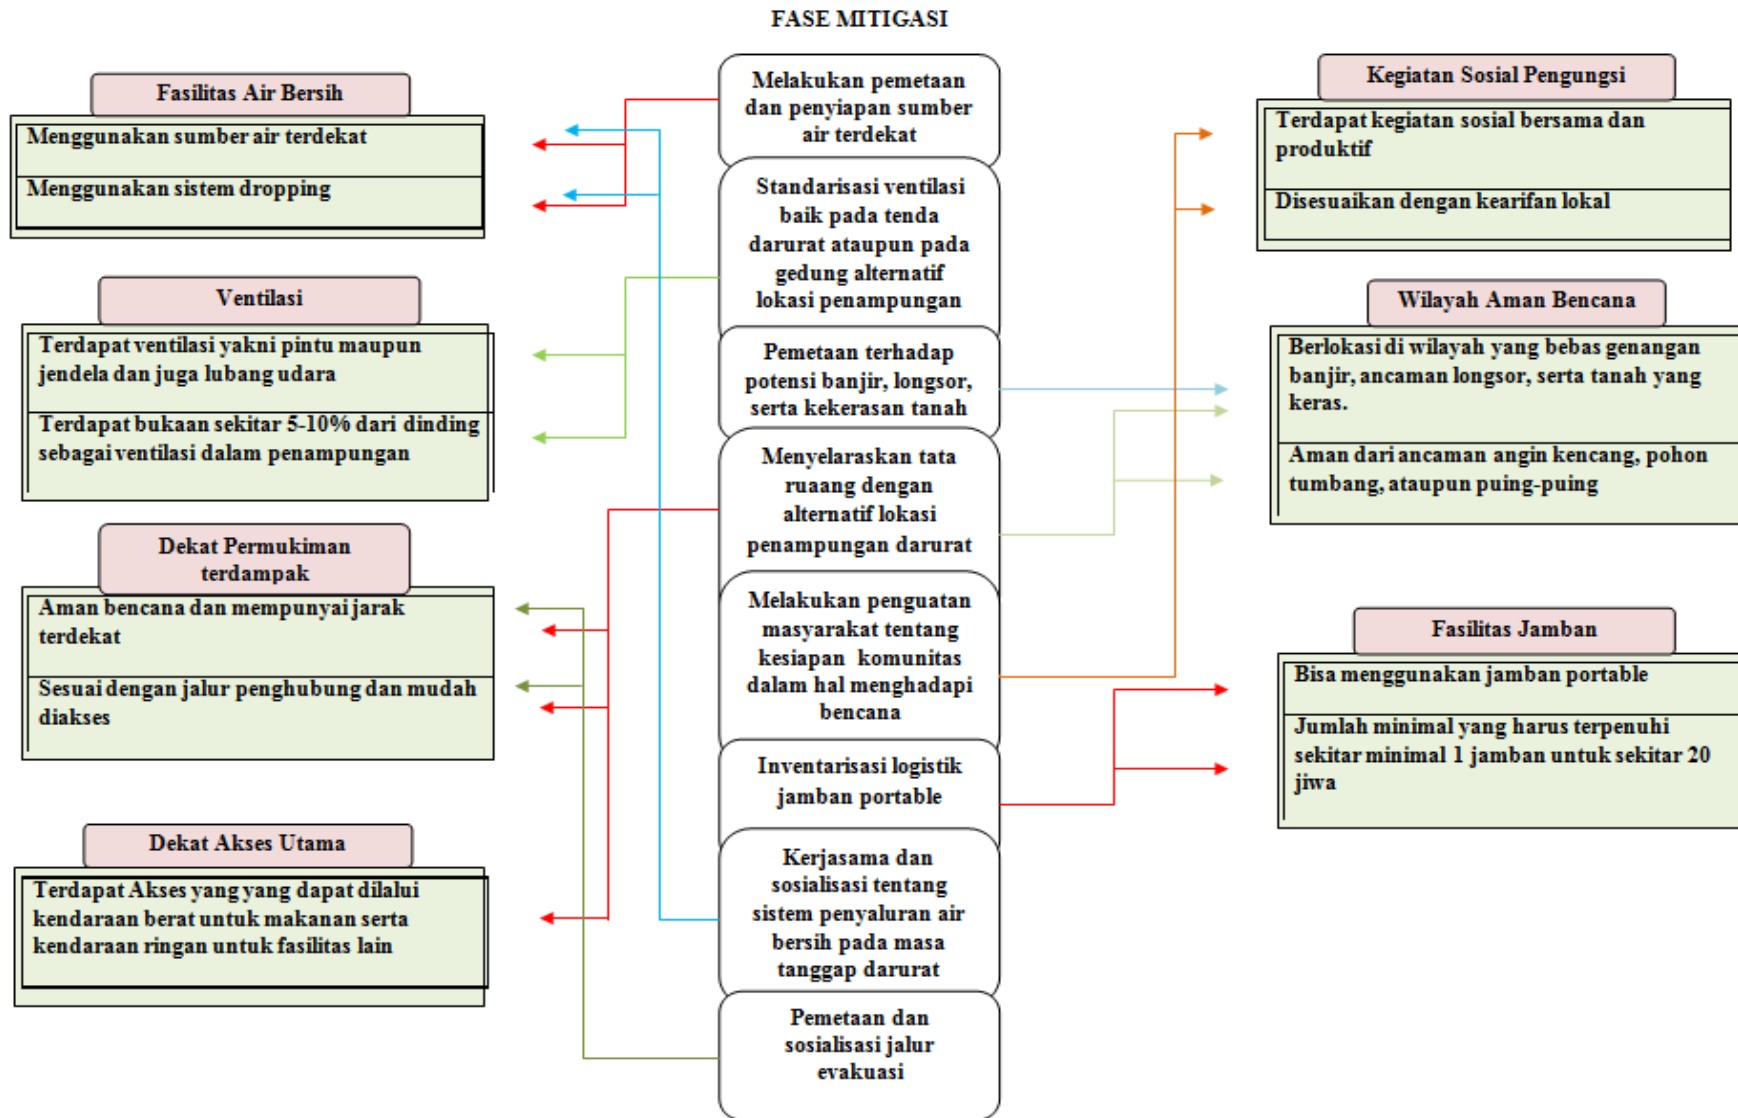 FASE MITIGASI
Fasilitas Air Bersih
Menggunakan sumber air terdekat
Menggunakan sistem dropping
Ventilasi
Terdapat ventilasi yakni pintu maupun
jendela dan juga lubang udara
Terdapat bukaan sekitar 5-10% dari dinding
sebagai ventilasi dalam penampungan
Dekat Permukiman
terdampak
Aman bencana dan mempunyai jarak
terdekat
Sesuai dengan jalur penghubung dan mudah
diakses
Dekat Akses Utama
Terdapat Akses yang yang dapat dilalui
kendaraan berat untuk makanan serta
kendaraan ringan untuk fasilitas lain
Melakukan pemetaan
dan penyiapan sumber
air terdekat
Standarisasi ventilasi
baik pada tenda
darurat ataupun pada
gedung alternatif
lokasi penampungan
Pemetaan terhadap
potensi banjir, longsor,
serta kekerasan tanah
Menyelaraskan tata
ruaang dengan
alternatif lokasi
penampungan darurat
Melakukan penguatan
masyarakat tentang
kesiapan komunitas
dalam hal menghadapi
bencana
Inventarisasi logistik
jamban portable
Kerjasama dan
sosialisasi tentang
sistem penyaluran air
bersih pada masa
tanggap darurat
Pemetaan dan
sosialisasi jalur
evakuasi
Kegiatan Sosial Pengungsi
Terdapat kegiatan sosial bersama dan
produktif
Disesuaikan dengan kearifan lokal
Wilayah Aman Bencana
Berlokasi di wilayah yang bebas genangan
banjir, ancaman longsor, serta tanah yang
keras.
Aman dari ancaman angin kencang, pohon
tumbang, ataupun puing-puing
Fasilitas Jamban
Bisa menggunakan jamban portable
Jumlah minimal yang harus terpenuhi
sekitar minimal 1 jamban untuk sekitar 20
jiwa